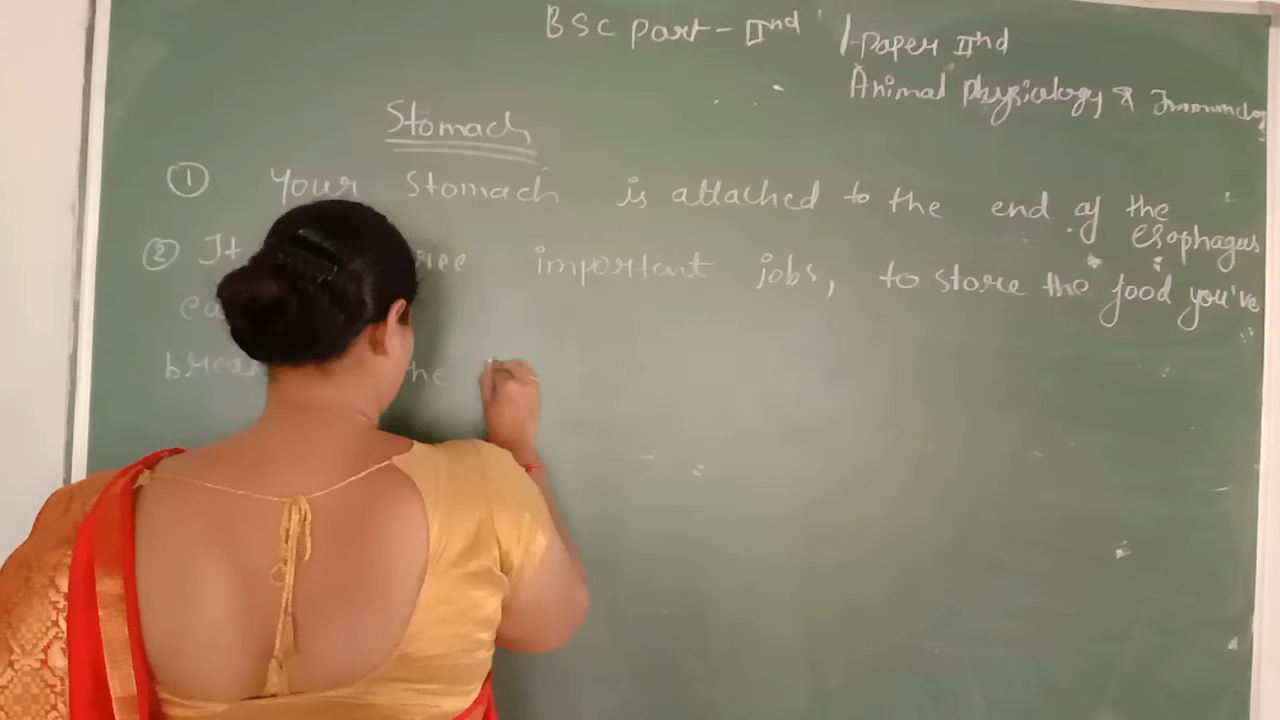 BSC part - IInd / Paper IInd
Animal physiology & Immunolog
Stomach
① Your Stomach is attached to the end of the
esophagus
② It important jobs, to store the food you've